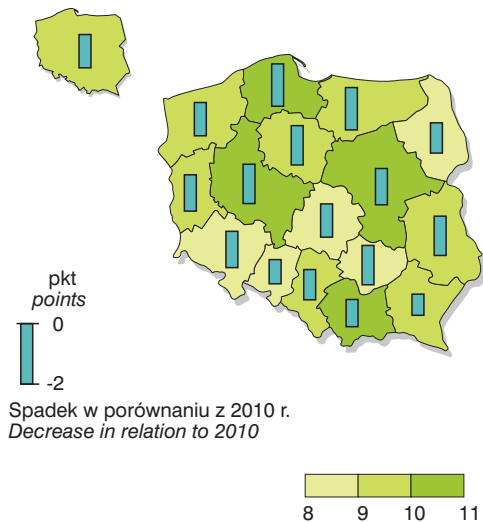 pkt
points
0
-2
Spadek w porównaniu z 2010 r.
Decrease in relation to 2010
8 9 10 11